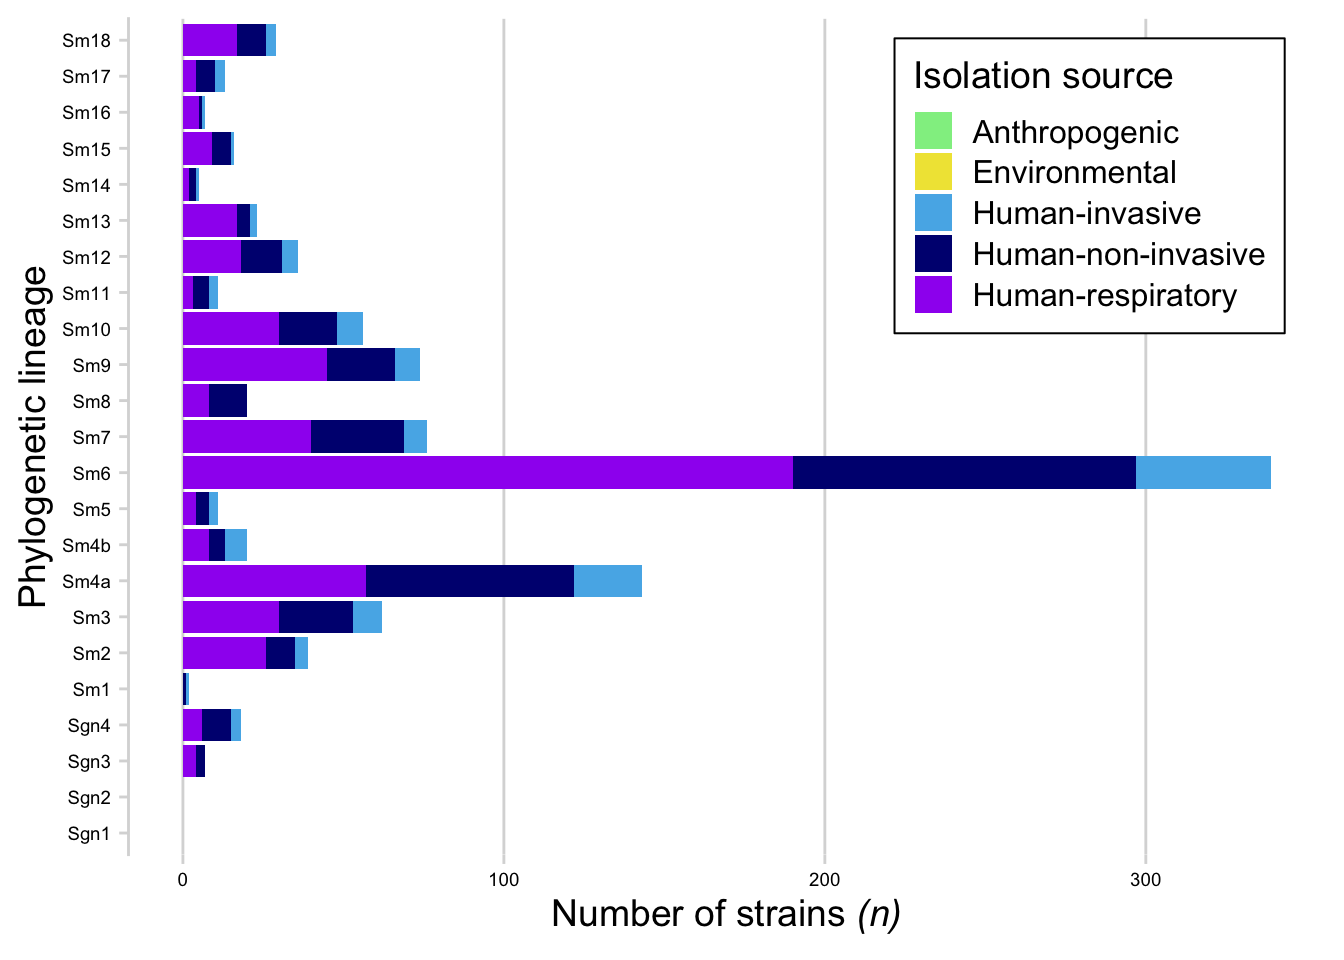 Sm18
Sm17
Sm16
Sm15
Sm14
Sm13
Sm12
Sm11
Sm10
Sm9
Sm8
Sm7
Sm6
Sm5
Sm4b
Sm4a
Sm3
Sm2
Sm1
Sgn4
Sgn3
Sgn2
Sgn1
Phylogenetic lineage
Isolation source
Anthropogenic
Environmental
Human-invasive
Human-non-invasive
Human-respiratory
0 100 200 300
Number of strains (n)